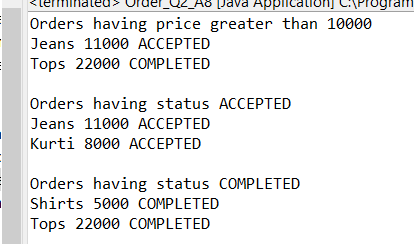 <terminated> Order_Q2_A8 [Java Application] C:\Program
Orders having price greater than 10000
Jeans 11000 ACCEPTED
Tops 22000 COMPLETED
Orders having status ACCEPTED
Jeans 11000 ACCEPTED
Kurti 8000 ACCEPTED
Orders having status COMPLETED
Shirts 5000 COMPLETED
Tops 22000 COMPLETED